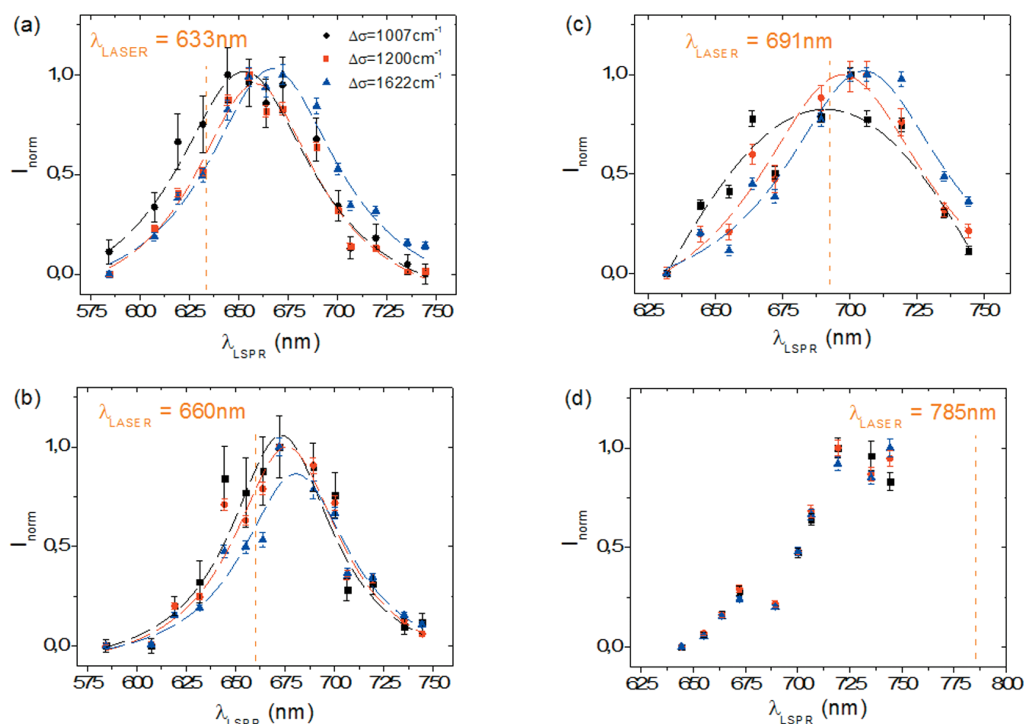 (a)
λLASER = 633nm
Δσ=1007cm⁻¹
Δσ=1200cm⁻¹
Δσ=1622cm⁻¹
Inorm
1,0
0,5
0,0
575 600 625 650 675 700 725 750
λLSPR (nm)
(c)
λLASER = 691nm
Inorm
1,0
0,5
0,0
625 650 675 700 725 750
λLSPR (nm)
(b)
λLASER = 660nm
Inorm
1,0
0,5
0,0
575 600 625 650 675 700 725 750
λLSPR (nm)
(d)
λLASER = 785nm
Inorm
1,0
0,5
0,0
625 650 675 700 725 750 775 800
λLSPR (nm)